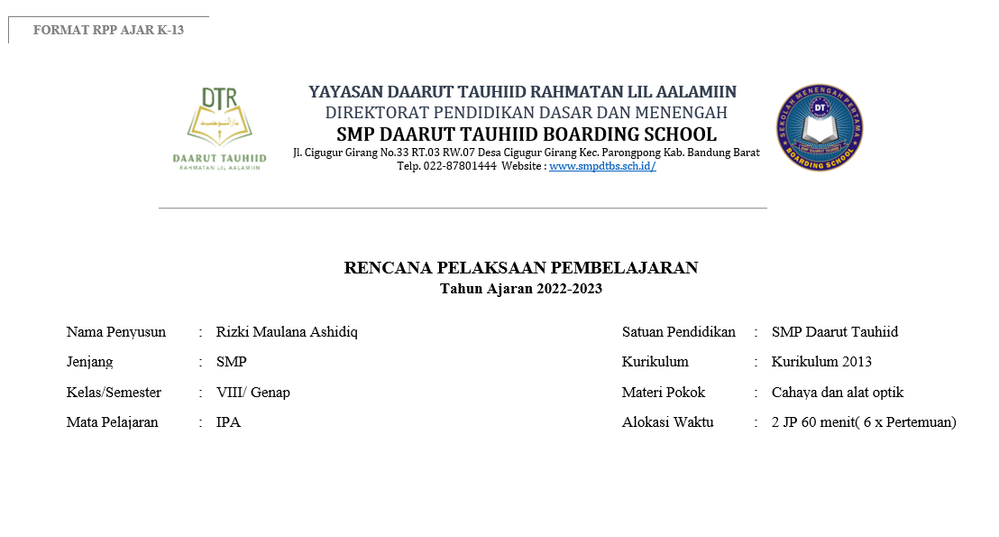 FORMAT RPP AJAR K-13
DTR
DAARUT TAUHIID
RAHMATAN LIL AALAMIIN
YAYASAN DAARUT TAUHIID RAHMATAN LIL AALAMIIN
DIREKTORAT PENDIDIKAN DASAR DAN MENENGAH
SMP DAARUT TAUHIID BOARDING SCHOOL
Jl. Cigugur Girang No.33 RT.03 RW.07 Desa Cigugur Girang Kec. Parongpong Kab. Bandung Barat
Telp. 022-87801444 Website : www.smpdtbs.sch.id/
SEKOLAH MENENGAH PERTAMA
DT
SMP DAARUT TAUHIID
BOARDING SCHOOL
RENCANA PELAKSAAN PEMBELAJARAN
Tahun Ajaran 2022-2023
Nama Penyusun : Rizki Maulana Ashidiq Satuan Pendidikan : SMP Daarut Tauhiid
Jenjang : SMP Kurikulum : Kurikulum 2013
Kelas/Semester : VIII/ Genap Materi Pokok : Cahaya dan alat optik
Mata Pelajaran : IPA Alokasi Waktu : 2 JP 60 menit( 6 x Pertemuan)